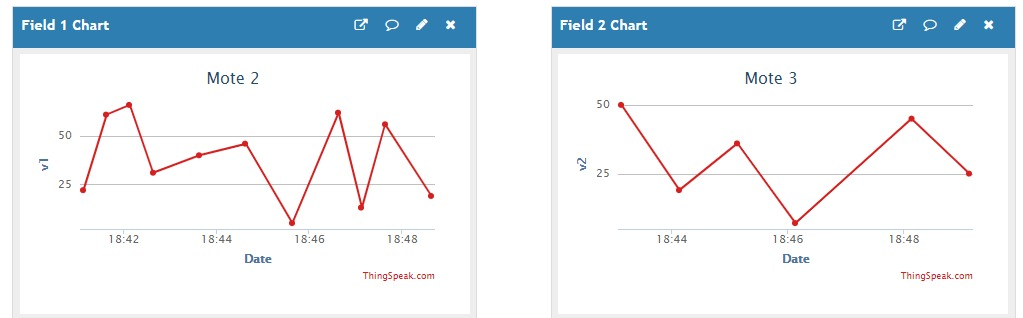 Field 1 Chart
Mote 2
50
25
v1
18:42 18:44 18:46 18:48
Date
ThingSpeak.com
Field 2 Chart
Mote 3
50
25
v2
18:44 18:46 18:48
Date
ThingSpeak.com